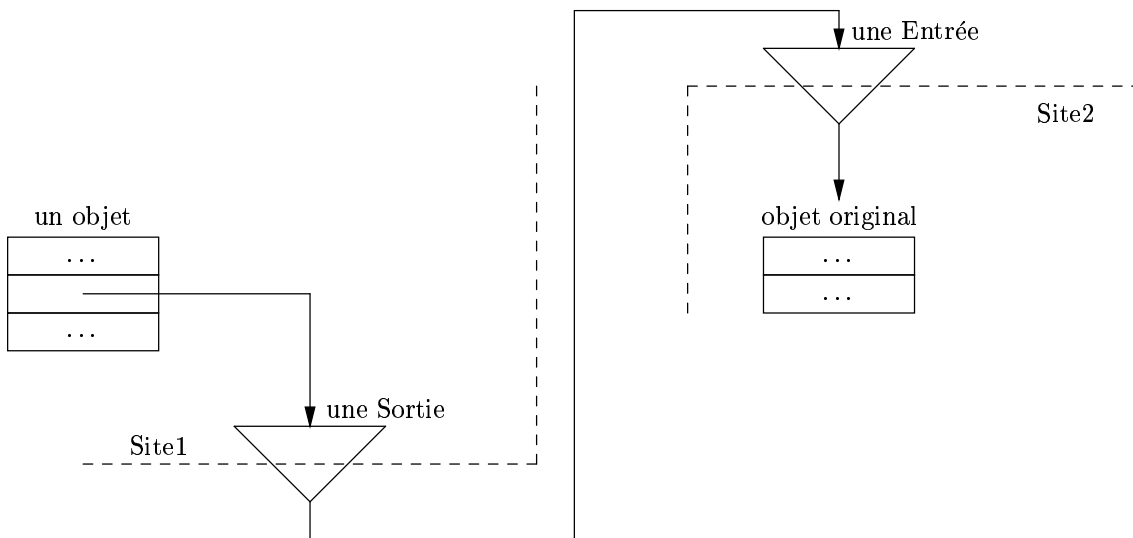 une Entrée
Site2
un objet
objet original
...
...
...
...
une Sortie
Site1